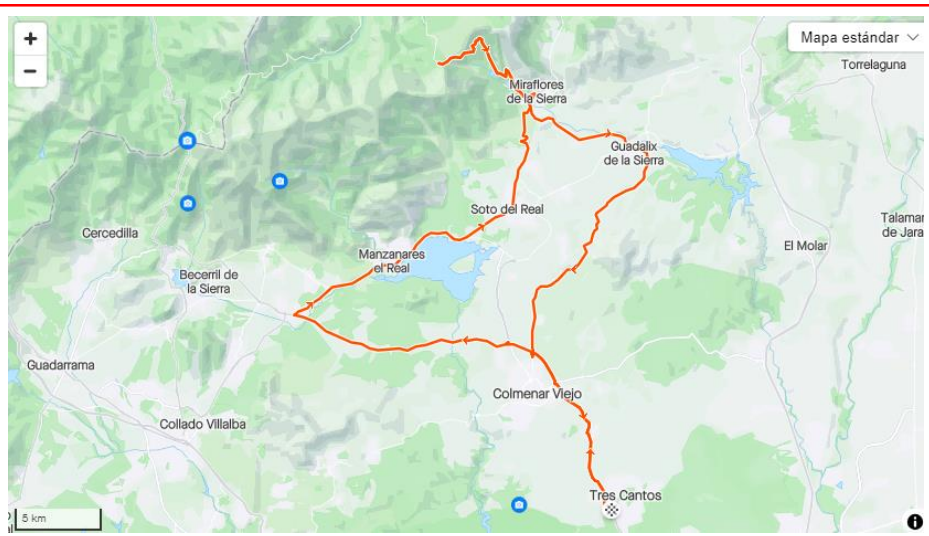 +
−
Mapa estándar
Torrelaguna
Miraflores
de la Sierra
Guadalix
de la Sierra
Soto del Real
Talamar
de Jara
Cercedilla
El Molar
Manzanares
el Real
Becerril de
la Sierra
Guadarrama
Colmenar Viejo
Collado Villalba
Tres Cantos
5 km